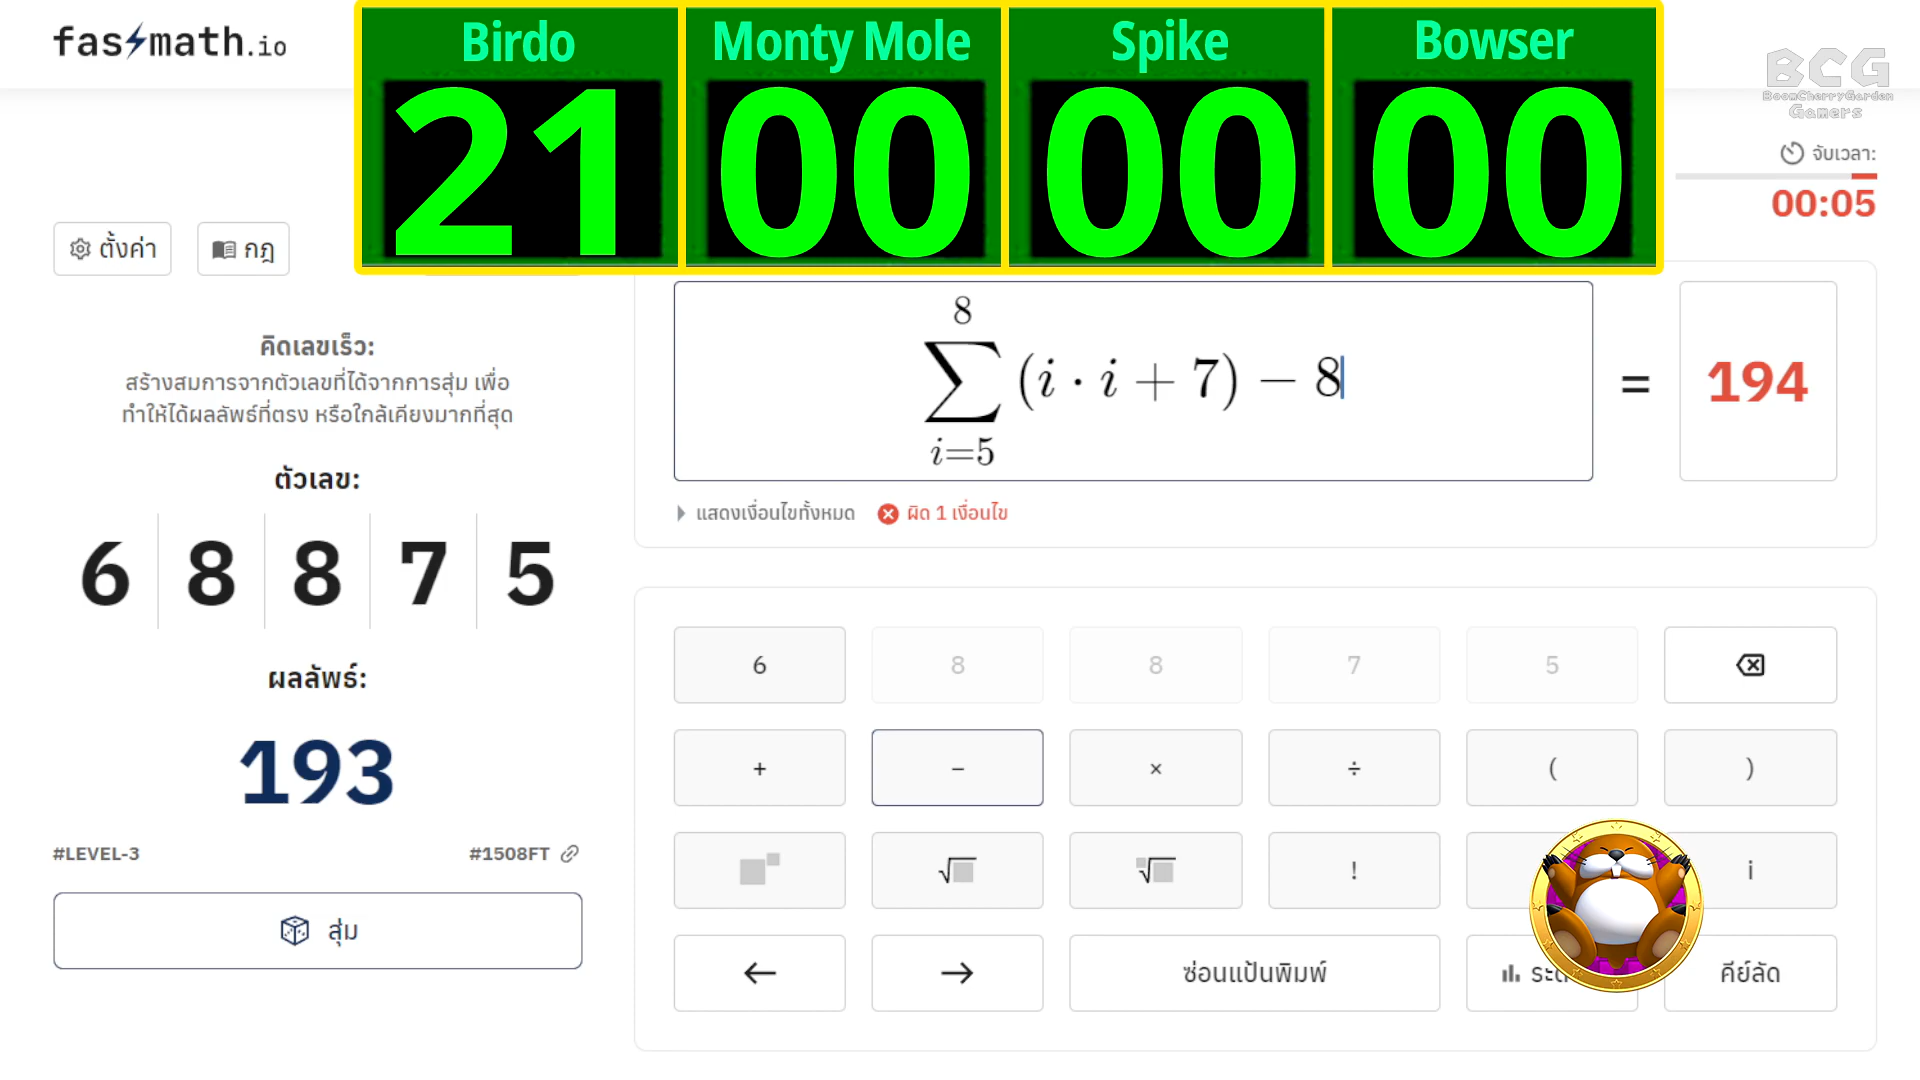 fas⚡math.io
Birdo
Monty Mole
Spike
Bowser
21
00
00
00
BCG
BoomCherryGarden
Gamers
จับเวลา:
00:05
ตั้งค่า
กฎ
คิดเลขเร็ว:
สร้างสมการจากตัวเลขที่ได้จากการสุ่ม เพื่อ
ทำให้ได้ผลลัพธ์ที่ตรง หรือใกล้เคียงมากที่สุด
ตัวเลข:
6 8 8 7 5
ผลลัพธ์:
193
#LEVEL-3
#1508FT
สุ่ม
8
∑ (i · i + 7) − 8
i=5
= 194
แสดงเงื่อนไขทั้งหมด
ผิด 1 เงื่อนไข
6 8 8 7 5
+ − × ÷ ( )
√ √ ! i
← → ซ่อนแป้นพิมพ์
คีย์ลัด